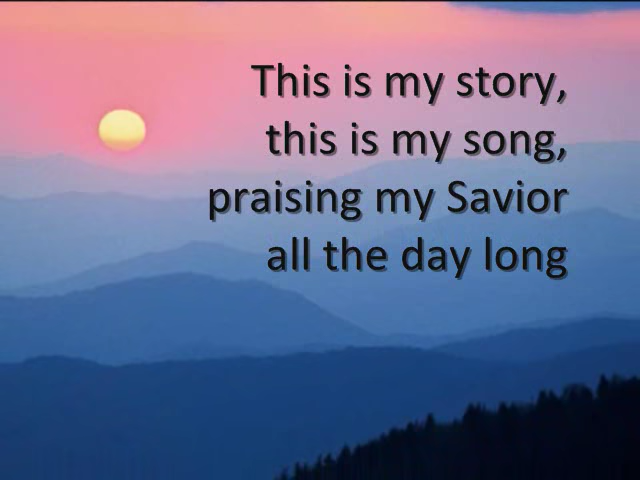 This is my story,
this is my song,
praising my Savior
all the day long